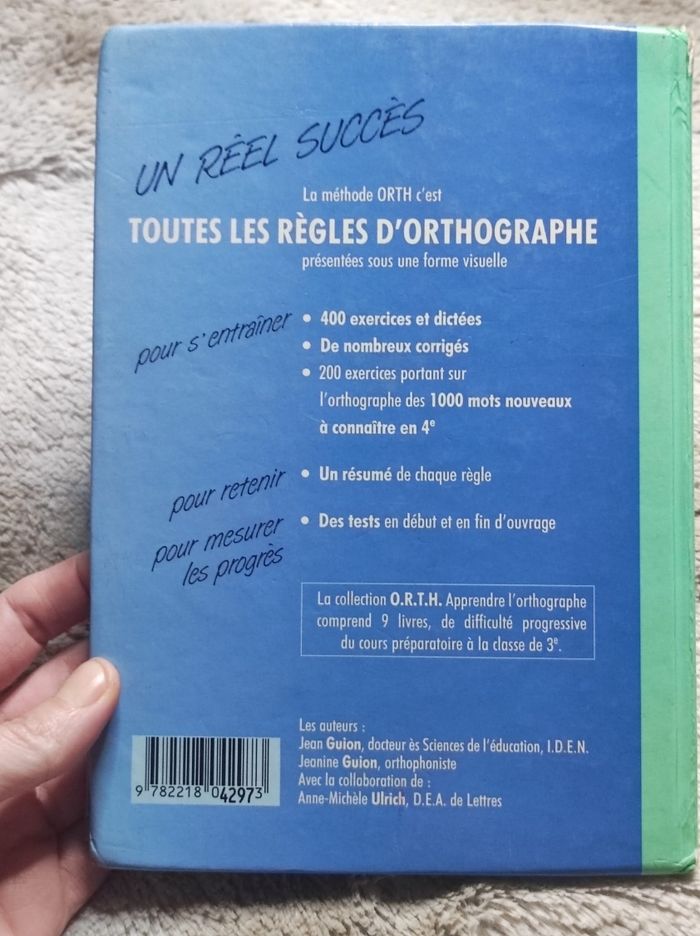 UN RÉEL SUCCÈS
La méthode ORTH c'est
TOUTES LES RÈGLES D'ORTHOGRAPHE
présentées sous une forme visuelle
pour s'entraîner
• 400 exercices et dictées
• De nombreux corrigés
• 200 exercices portant sur
l'orthographe des 1000 mots nouveaux
à connaître en 4e
pour retenir
• Un résumé de chaque règle
pour mesurer
les progrès
• Des tests en début et en fin d'ouvrage
La collection O.R.T.H. Apprendre l'orthographe
comprend 9 livres, de difficulté progressive
du cours préparatoire à la classe de 3e.
Les auteurs :
Jean Guion, docteur ès Sciences de l'éducation, I.D.E.N.
Jeanine Guion, orthophoniste
Avec la collaboration de :
Anne-Michèle Ulrich, D.E.A. de Lettres
9 782218 042973